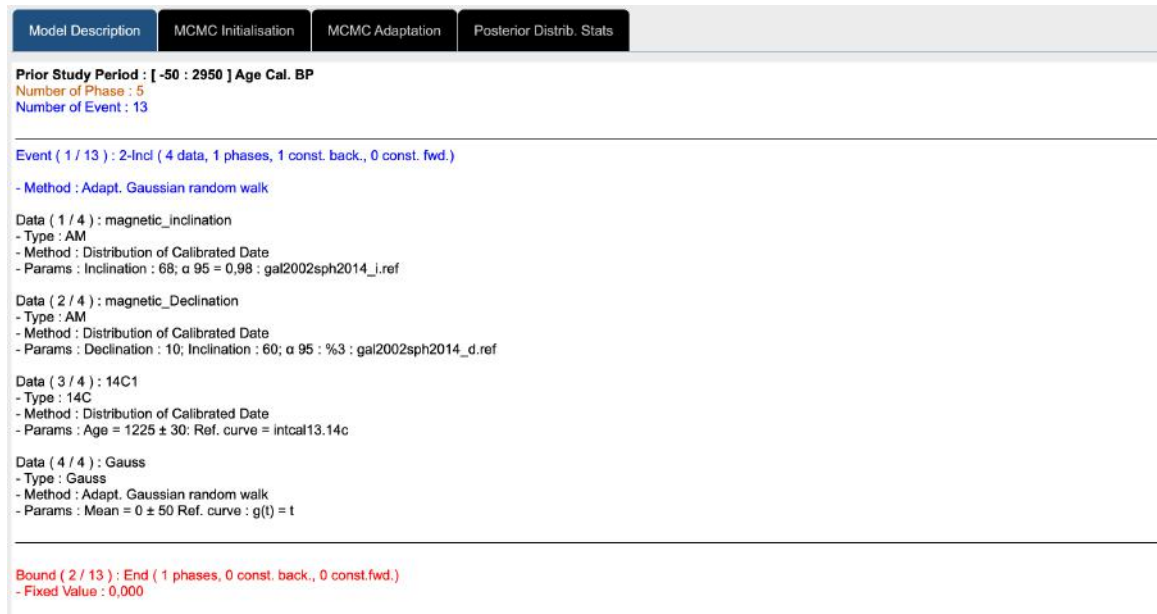 Model Description MCMC Initialisation MCMC Adaptation Posterior Distrib. Stats
Prior Study Period : [ -50 : 2950 ] Age Cal. BP
Number of Phase : 5
Number of Event : 13
Event ( 1 / 13 ) : 2-Incl ( 4 data, 1 phases, 1 const. back., 0 const. fwd.)
- Method : Adapt. Gaussian random walk
Data ( 1 / 4 ) : magnetic_inclination
- Type : AM
- Method : Distribution of Calibrated Date
- Params : Inclination : 68; α 95 = 0,98 : gal2002sph2014_i.ref
Data ( 2 / 4 ) : magnetic_Declination
- Type : AM
- Method : Distribution of Calibrated Date
- Params : Declination : 10; Inclination : 60; α 95 : %3 : gal2002sph2014_d.ref
Data ( 3 / 4 ) : 14C1
- Type : 14C
- Method : Distribution of Calibrated Date
- Params : Age = 1225 ± 30: Ref. curve = intcal13.14c
Data ( 4 / 4 ) : Gauss
- Type : Gauss
- Method : Adapt. Gaussian random walk
- Params : Mean = 0 ± 50 Ref. curve : g(t) = t
Bound ( 2 / 13 ) : End ( 1 phases, 0 const. back., 0 const.fwd.)
- Fixed Value : 0,000